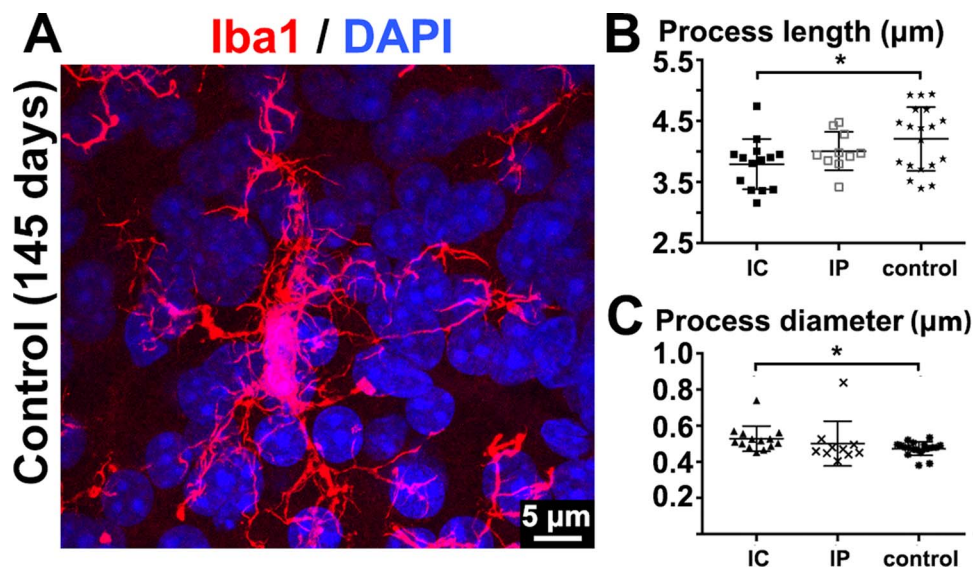 A
Iba1 / DAPI
Control (145 days)
5 µm
B Process length (µm)
5.5
4.5
3.5
2.5
*
IC IP control
C Process diameter (µm)
1.0
0.8
0.6
0.4
0.2
*
IC IP control